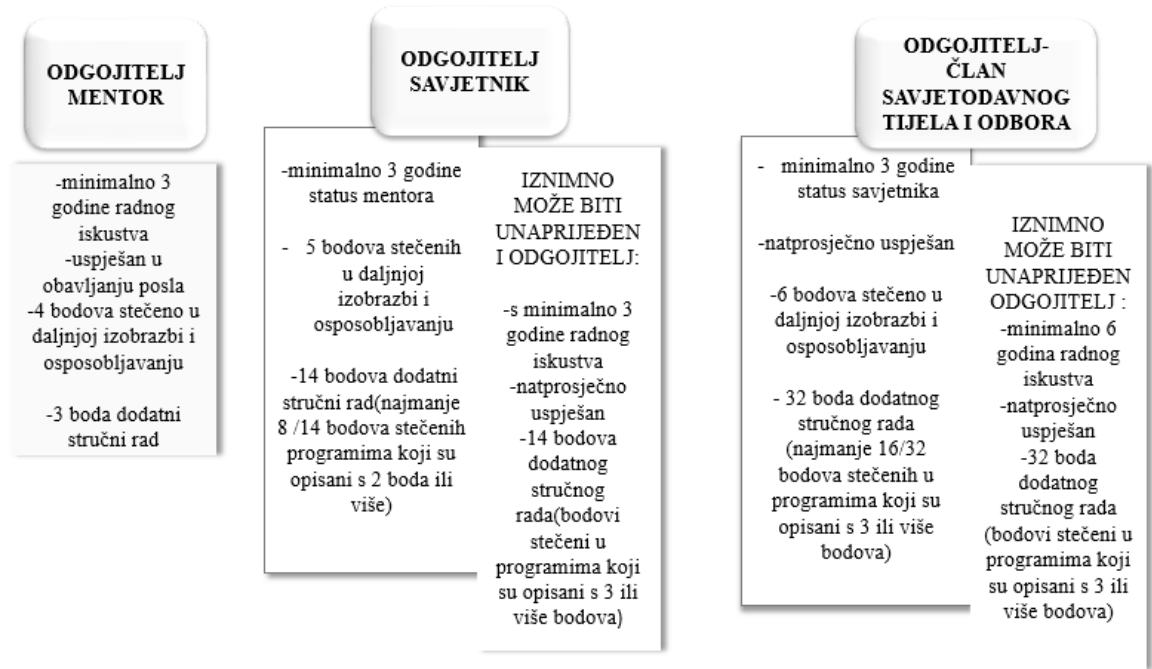 ODGOJITELJ
MENTOR
-minimalno 3
godine radnog
iskustva
-uspješan u
obavljanju posla
-4 bodova stečeno u
daljnjoj izobrazbi i
osposobljavanju
-3 boda dodatni
stručni rad
ODGOJITELJ
SAVJETNIK
-minimalno 3 godine
status mentora
- 5 bodova stečenih
u daljnjoj
izobrazbi i
osposobljavanju
-14 bodova dodatni
stručni rad(najmanje
8 /14 bodova stečenih
programima koji su
opisani s 2 boda ili
više)
IZNIMNO
MOŽE BITI
UNAPRIJEĐEN
I ODGOJITELJ:
-s minimalno 3
godine radnog
iskustva
-natprosječno
uspješan
-14 bodova
dodatnog
stručnog
rada(bodovi
stečeni u
programima koji
su opisani s 3 ili
više bodova)
ODGOJITELJ-
ČLAN
SAVJETODAVNOG
TIJELA I ODBORA
- minimalno 3 godine
status savjetnika
-natprosječno uspješan
-6 bodova stečeno u
daljnjoj izobrazbi i
osposobljavanju
- 32 boda dodatnog
stručnog rada
(najmanje 16/32
bodova stečenih u
programima koji su
opisani s 3 ili više
bodova)
IZNIMNO
MOŽE BITI
UNAPRIJEĐEN
ODGOJITELJ :
-minimalno 6
godina radnog
iskustva
-natprosječno
uspješan
-32 boda
dodatnog
stručnog rada
(bodovi stečeni u
programima koji
su opisani s 3 ili
više bodova)